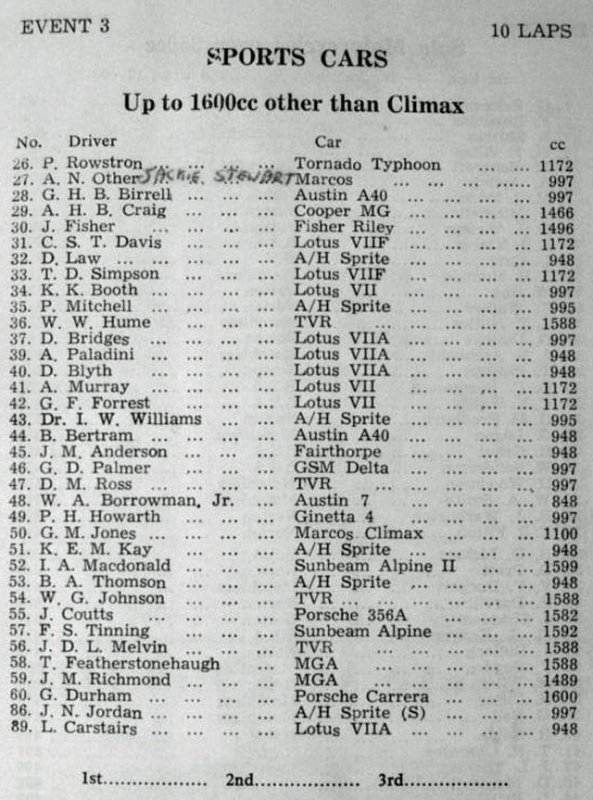 EVENT 3
10 LAPS
SPORTS CARS
Up to 1600cc other than Climax
No. Driver Car cc
26. P. Rowstron ... ... ... Tornado Typhoon ... ... 1172
27. A. N. Other JACKIE. STEWART Marcos ... ... ... ...... 997
28. G. H. B. Birrell ... ... ... Austin A40 ... ... ... ... 997
29. A. H. B. Craig ... ... ... Cooper MG ... ... ... ... 1466
30. J. Fisher ... ... ... Fisher Riley ... ... ... ... 1496
31. C. S. T. Davis ... ... ... Lotus VIIF ... ... ... ... 1172
32. D. Law ... ... ... ... A/H Sprite ... ... ... ... 948
33. T. D. Simpson ... ... ... Lotus VIIF ... ... ... ... 1172
34. K. K. Booth ... ... ... Lotus VII ... ... ... ... 997
35. P. Mitchell ... ... ... A/H Sprite ... ... ... ... 995
36. W. W. Hume ... ... ... TVR ... ... ... ... ... 1588
37. D. Bridges ... ... ... ... Lotus VIIA ... ... ... ... 997
39. A. Paladini ... ... ... ... Lotus VIIA ... ... ... ... 948
40. D. Blyth ... ... ... ... Lotus VIIA ... ... ... ... 948
41. A. Murray ... ... ... ... Lotus VII ... ... ... ... 1172
42. G. F. Forrest ... ... ... Lotus VII ... ... ... ... 1172
43. Dr. I. W. Williams ... ... A/H Sprite ... ... ... ... 995
44. B. Bertram ... ... ... ... Austin A40 ... ... ... ... 948
45. J. M. Anderson ... ... ... Fairthorpe ... ... ... ... 948
46. G. D. Palmer ... ... ... GSM Delta ... ... ... ... 997
47. D. M. Ross ... ... ... ... TVR ... ... ... ... ... 997
48. W. A. Borrowman, Jr. ... Austin 7 ... ... ... ... 848
49. P. H. Howarth ... ... ... Ginetta 4 ... ... ... ... 997
50. G. M. Jones ... ... ... ... Marcos Climax ... ... ... 1100
51. K. E. M. Kay ... ... ... A/H Sprite ... ... ... ... 948
52. I. A. Macdonald ... ... ... Sunbeam Alpine II ... ... 1599
53. B. A. Thomson ... ... ... A/H Sprite ... ... ... ... 948
54. W. G. Johnson ... ... ... TVR ... ... ... ... ... 1588
55. J. Coutts ... ... ... ... Porsche 356A ... ... ... 1582
57. F. S. Tinning ... ... ... Sunbeam Alpine ... ... ... 1592
56. J. D. L. Melvin ... ... ... TVR ... ... ... ... ... 1588
58. T. Featherstonehaugh ... MGA ... ... ... ... ... 1588
59. J. M. Richmond ... ... ... MGA ... ... ... ... ... 1489
60. G. Durham ... ... ... ... Porsche Carrera ... ... ... 1600
86. J. N. Jordan ... ... ... ... A/H Sprite (S) ... ... ... 997
89. L. Carstairs ... ... ... ... Lotus VIIA ... ... ... ... 948
1st.................. 2nd.................. 3rd..................